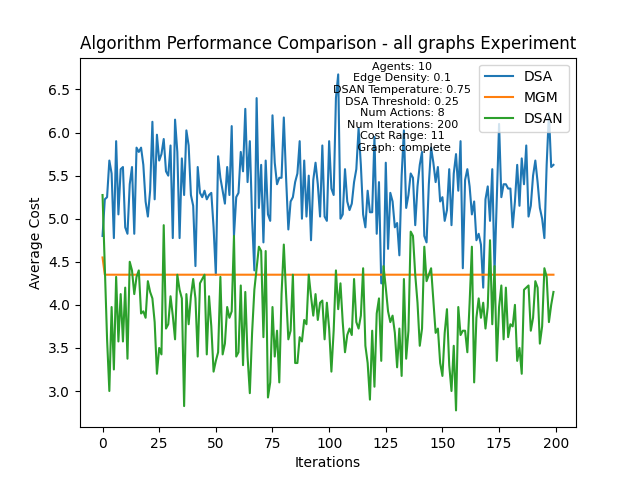 Algorithm Performance Comparison - all graphs Experiment
Agents: 10
Edge Density: 0.1
DSAN Temperature: 0.75
DSA Threshold: 0.25
Num Actions: 8
Num Iterations: 200
Cost Range: 11
Graph: complete
DSA
MGM
DSAN
Average Cost
6.5
6.0
5.5
5.0
4.5
4.0
3.5
3.0
0
25
50
75
100
125
150
175
200
Iterations